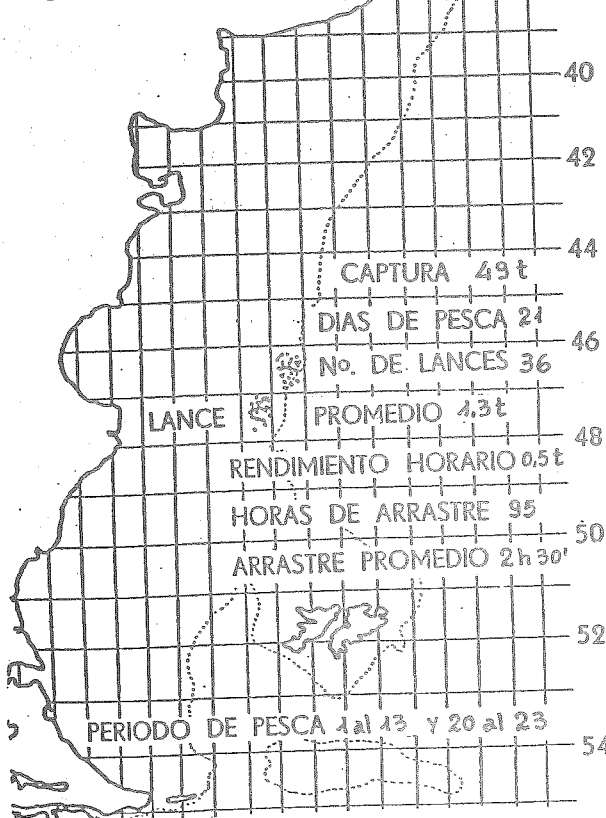 40
42
44
CAPTURA 49 t
DIAS DE PESCA 21
46
Nº. DE LANCES 36
LANCE PROMEDIO 1,3 t
48
RENDIMIENTO HORARIO 0,5 t
HORAS DE ARRASTRE 95
50
ARRASTRE PROMEDIO 2 h 30'
52
PERIODO DE PESCA 1 al 13 y 20 al 23
54